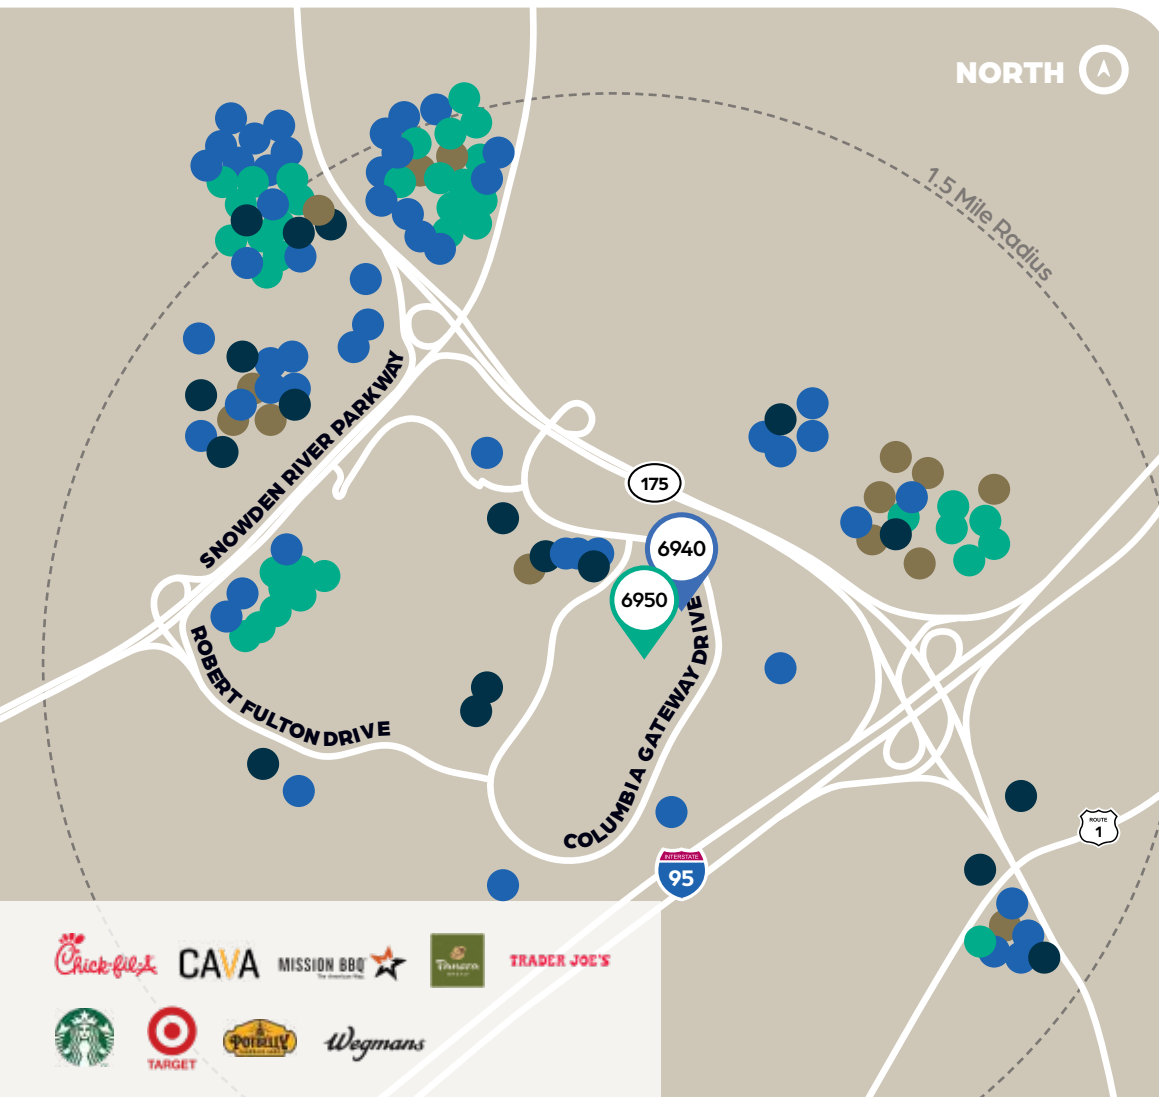 NORTH
1.5 Mile Radius
SNOWDEN RIVER PARKWAY
175
6940
6950
ROBERT FULTON DRIVE
COLUMBIA GATEWAY DRIVE
ROUTE
1
INTERSTATE
95
Chick-fil-A
CAVA
MISSION BBQ
The American Way.
Panera
BREAD
TRADER JOE'S
TARGET
POTBELLY
Wegmans